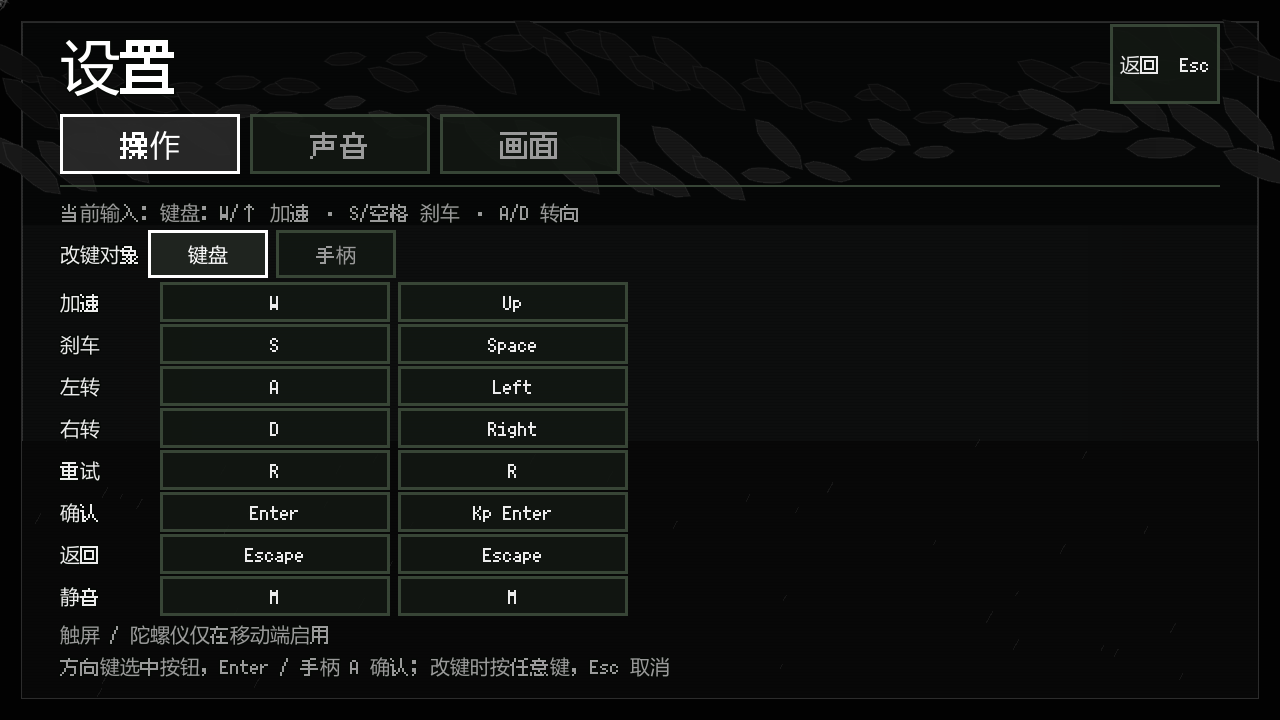 设置
返回 Esc
操作 声音 画面
当前输入: 键盘: W/↑ 加速 · S/空格 刹车 · A/D 转向
改键对象 键盘 手柄
加速 W Up
刹车 S Space
左转 A Left
右转 D Right
重试 R R
确认 Enter Kp Enter
返回 Escape Escape
静音 M M
触屏 / 陀螺仪仅在移动端启用
方向键选中按钮，Enter / 手柄 A 确认；改键时按任意键，Esc 取消